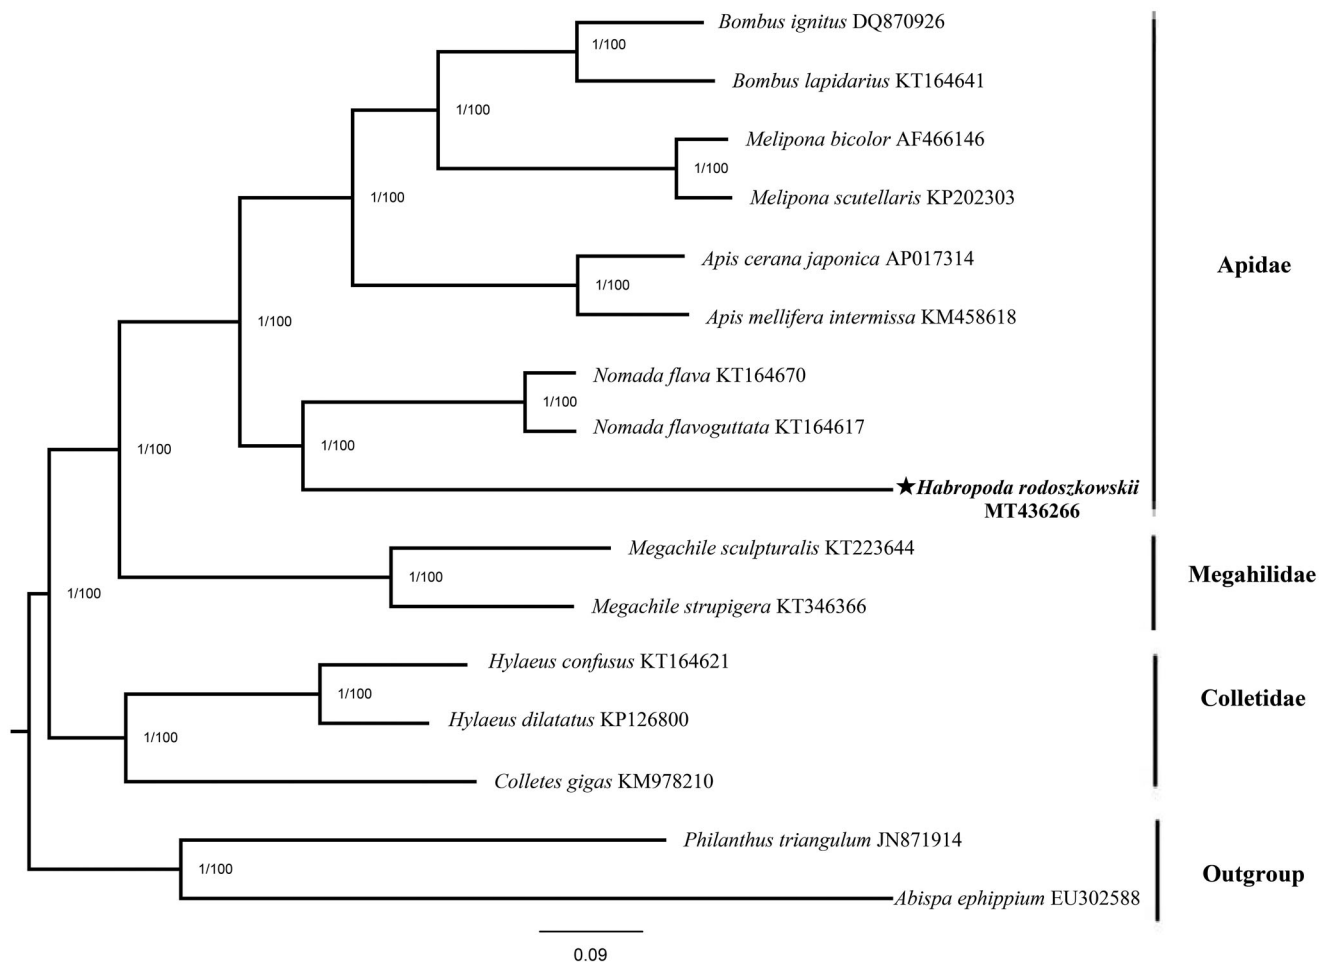 Bombus ignitus DQ870926
1/100
Bombus lapidarius KT164641
1/100
Melipona bicolor AF466146
1/100
1/100
Melipona scutellaris KP202303
Apis cerana japonica AP017314
Apidae
1/100
Apis mellifera intermissa KM458618
1/100
Nomada flava KT164670
1/100
Nomada flavoguttata KT164617
1/100
1/100
★Habropoda rodoszkowskii
MT436266
Megachile sculpturalis KT223644
1/100
Megahilidae
1/100
Megachile strupigera KT346366
Hylaeus confusus KT164621
1/100
Colletidae
Hylaeus dilatatus KP126800
1/100
Colletes gigas KM978210
Philanthus triangulum JN871914
1/100
Outgroup
Abispa ephippium EU302588
0.09